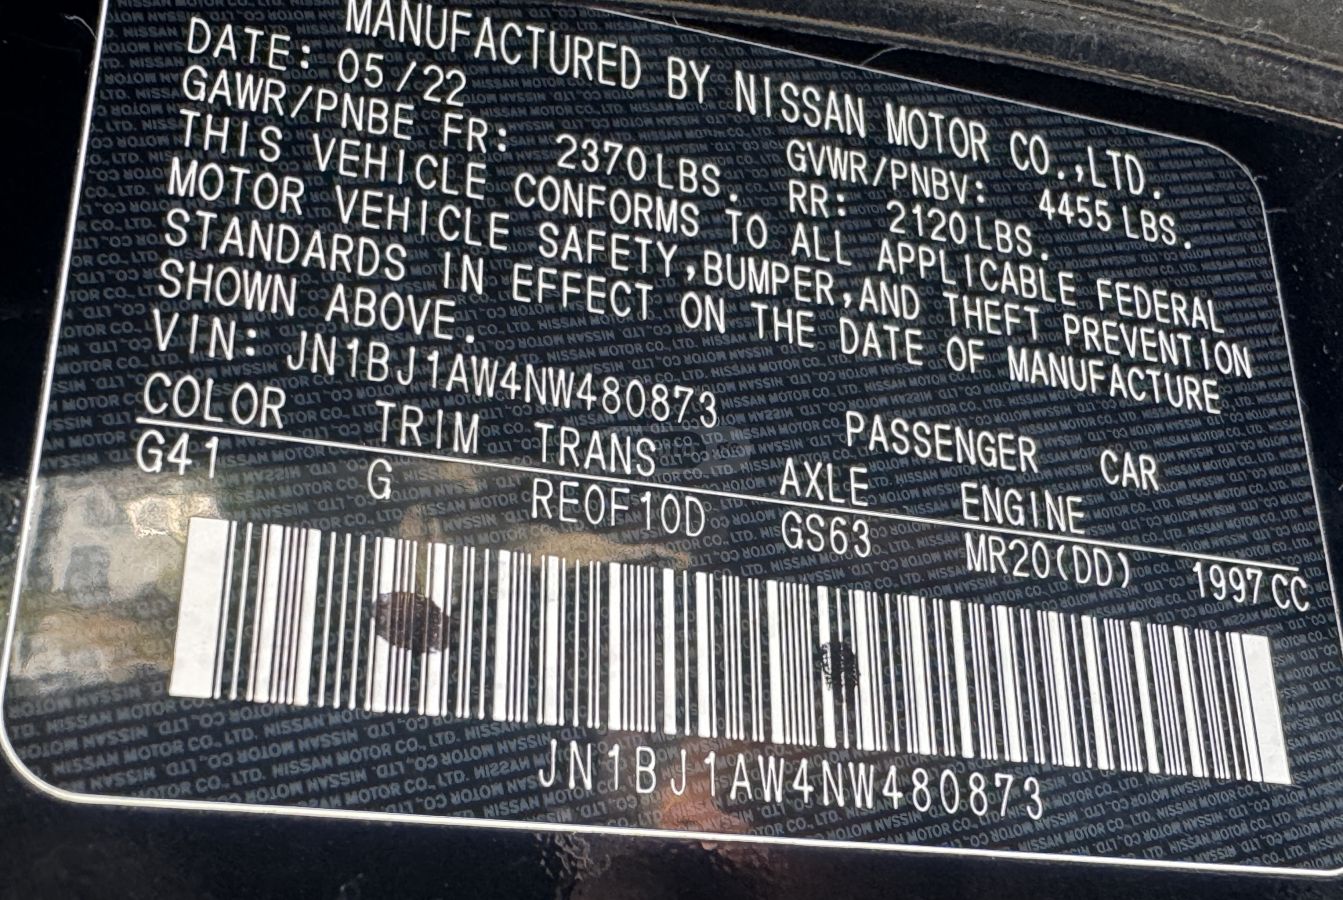 MANUFACTURED BY NISSAN MOTOR CO.,LTD.
DATE: 05/22 GVWR/PNBV: 4455LBS.
GAWR/PNBE FR: 2370LBS. RR: 2120LBS.
THIS VEHICLE CONFORMS TO ALL APPLICABLE FEDERAL
MOTOR VEHICLE SAFETY,BUMPER,AND THEFT PREVENTION
STANDARDS IN EFFECT ON THE DATE OF MANUFACTURE
SHOWN ABOVE.
VIN: JN1BJ1AW4NW480873 PASSENGER CAR
COLOR TRIM TRANS AXLE ENGINE
G41 G RE0F10D GS63 MR20(DD) 1997CC
JN1BJ1AW4NW480873